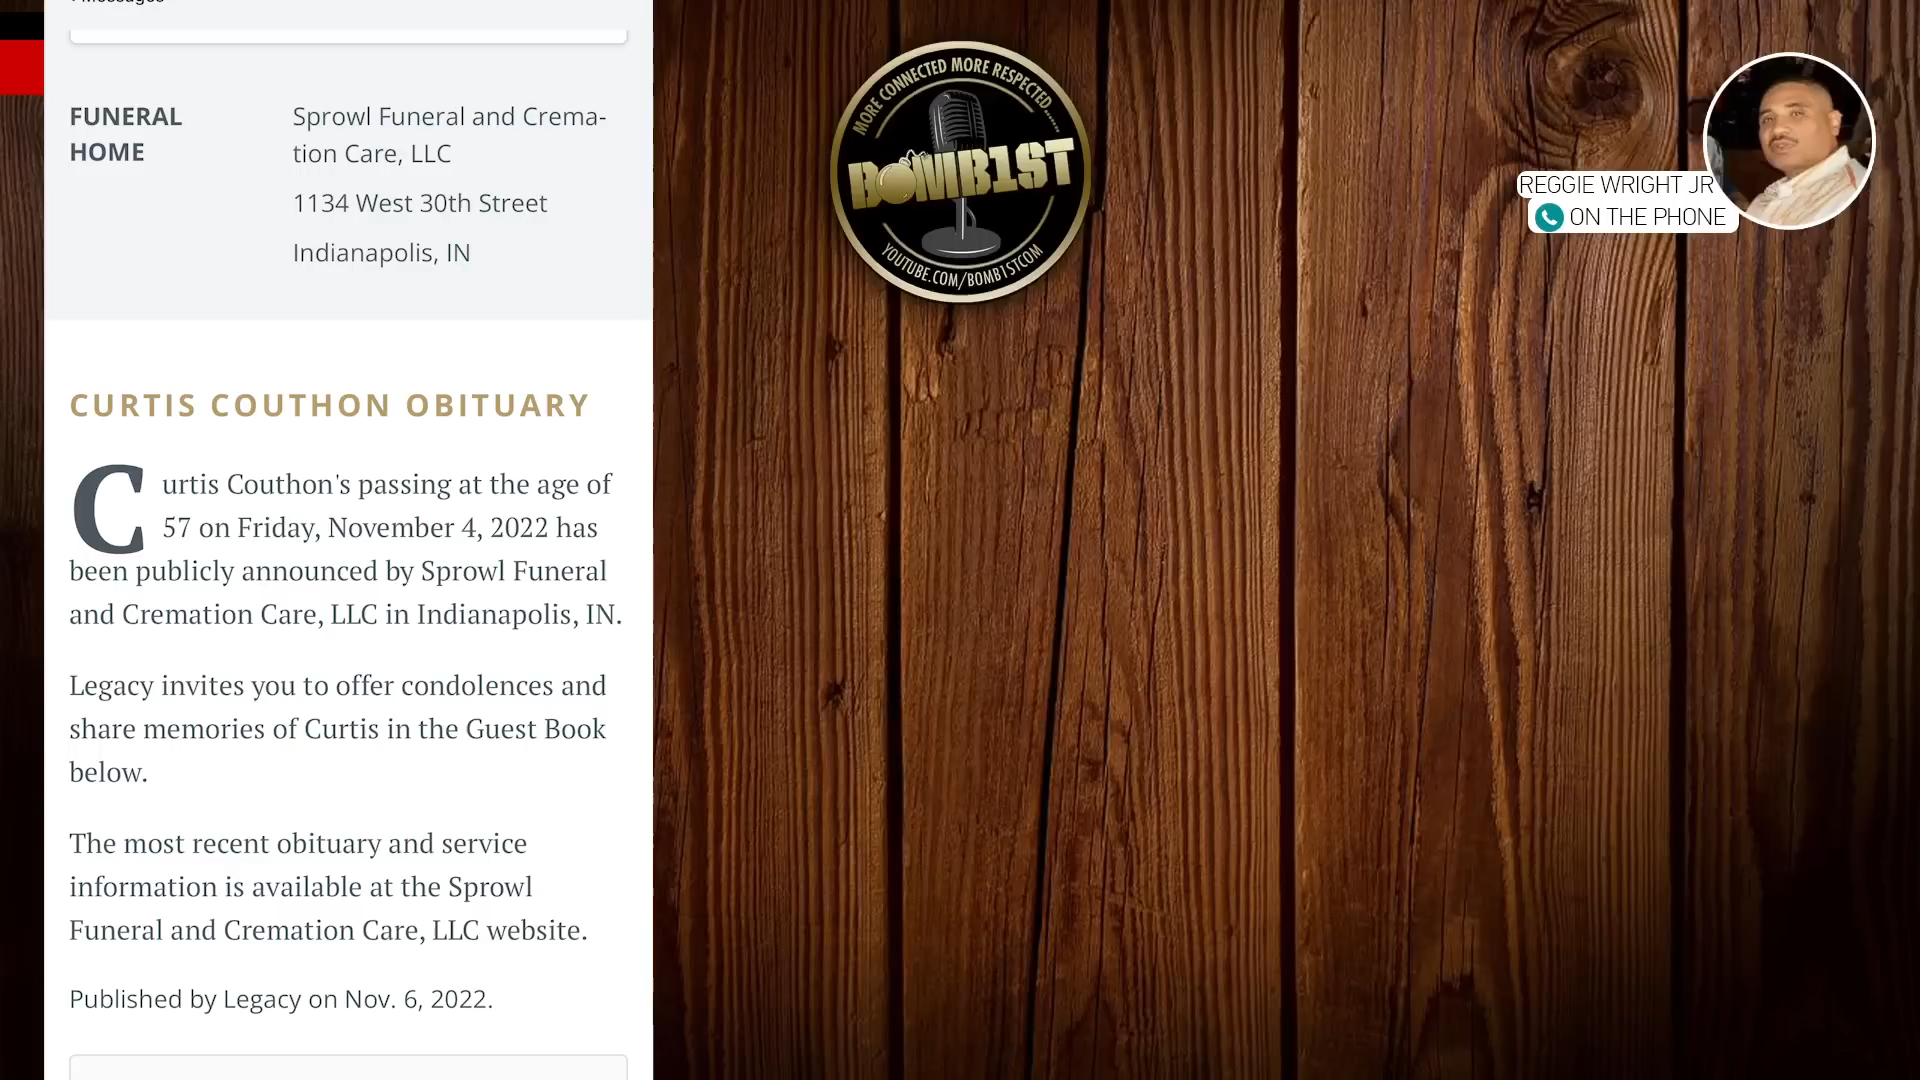 FUNERAL
HOME
Sprowl Funeral and Crema-
tion Care, LLC
1134 West 30th Street
Indianapolis, IN
CURTIS COUTHON OBITUARY
Curtis Couthon's passing at the age of
57 on Friday, November 4, 2022 has
been publicly announced by Sprowl Funeral
and Cremation Care, LLC in Indianapolis, IN.
Legacy invites you to offer condolences and
share memories of Curtis in the Guest Book
below.
The most recent obituary and service
information is available at the Sprowl
Funeral and Cremation Care, LLC website.
Published by Legacy on Nov. 6, 2022.
MORE CONNECTED MORE RESPECTED......
BOMB1ST
YOUTUBE.COM/BOMB1STCOM
REGGIE WRIGHT JR
ON THE PHONE